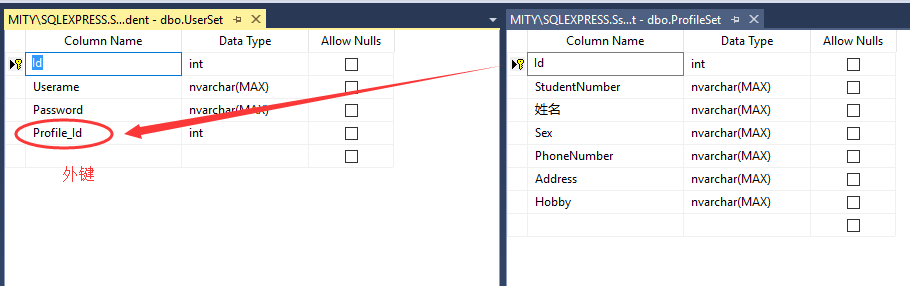 MITY\SQLEXPRESS.S...dent - dbo.UserSet
Column Name Data Type Allow Nulls
Id int
Userame nvarchar(MAX)
Password nvarchar(MAX)
Profile_Id int
外键
MITY\SQLEXPRESS.Ss...t - dbo.ProfileSet
Column Name Data Type Allow Nulls
Id int
StudentNumber nvarchar(MAX)
姓名 nvarchar(MAX)
Sex nvarchar(MAX)
PhoneNumber nvarchar(MAX)
Address nvarchar(MAX)
Hobby nvarchar(MAX)